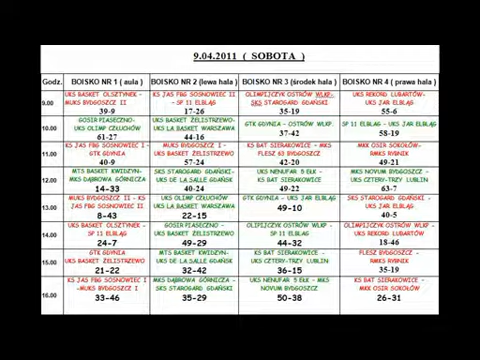 9.04.2011 ( SOBOTA )
Godz. BOISKO NR 1 ( aula ) BOISKO NR 2 (lewa hala ) BOISKO NR 3 (środek hala ) BOISKO NR 4 ( prawa hala )
9.00
UKS BASKET OLSZTYNEK -
MUKS BYDGOSZCZ II
39-9
KS JAS FBG SOSNOWIEC II
- SP 11 ELBLĄG
17-26
OLIMPIJCZYK OSTRÓW WLKP-
SKS STAROGARD GDAŃSKI
35-19
UKS REKORD LUBARTÓW-
UKS JAR ELBLĄG
55-6
10.00
GOSIR PIASECZNO-
UKS OLIMP CZŁUCHÓW
61-27
UKS BASKET ŻELISTRZEWO-
UKS LA BASKET WARSZAWA
44-16
GTK GDYNIA - OSTRÓW WLKP.
37-42
SP 11 ELBLĄG - UKS JAR ELBLĄG
58-19
11.00
KS JAS FBG SOSNOWIEC I -
GTK GDYNIA
40-9
MUKS BYDGOSZCZ I -
UKS BASKET ŻELISTRZEWO
57-24
KS BAT SIERAKOWICE - MKS
FLESZ 63 BYDGOSZCZ
42-20
MKK OSIR SOKOŁÓW-
RMKS RYBNIK
49-21
12.00
MTS BASKET KWIDZYN-
MKS DĄBROWA GÓRNICZA
14-33
SKS STAROGARD GDAŃSKI-
UKS DE LA SALLE GDAŃSK
40-24
UKS NENUFAR 5 EŁK -
KS BAT SIERAKOWICE
49-22
MKS NOVUM BYDGOSZCZ -
UKS CZTERY-TRZY LUBLIN
63-7
13.00
MUKS BYDGOSZCZ II - KS
JAS FBG SOSNOWIEC II
8-43
UKS OLIMP CZŁUCHÓW
UKS LA BASKET WARSZAWA
22-15
GTK GDYNIA - UKS JAR ELBLĄG
49-10
SKS STAROGARD GDAŃSKI -
UKS JAR ELBLĄG
40-5
14.00
UKS BASKET OLSZTYNEK -
SP 11 ELBLĄG
24-7
GOSIR PIASECZNO-
UKS BASKET ŻELISTRZEWO
49-29
OLIMPIJCZYK OSTRÓW WLKP -
SP 11 ELBLĄG
44-32
OLIMPIJCZYK OSTRÓW WLKP -
UKS REKORD LUBARTÓW
18-46
15.00
GTK GDYNIA -
UKS BASKET ŻELISTRZEWO
21-22
MTS BASKET KWIDZYN-
UKS DE LA SALLE GDAŃSK
32-42
KS BAT SIERAKOWICE - UKS
CZTERY-TRZY LUBLIN
36-15
FLESZ BYDGOSZCZ -
RMKS RYBNIK
35-19
16.00
KS JAS FBG SOSNOWIEC I
-MUKS BYDGOSZCZ I
33-46
MKS DĄBROWA GÓRNICZA -
SKS STAROGARD GDAŃSKI
35-29
UKS NENUFAR 5 EŁK - MKS
NOVUM BYDGOSZCZ
50-38
KS BAT SIERAKOWICE -
MKK OSIR SOKOŁÓW
26-31